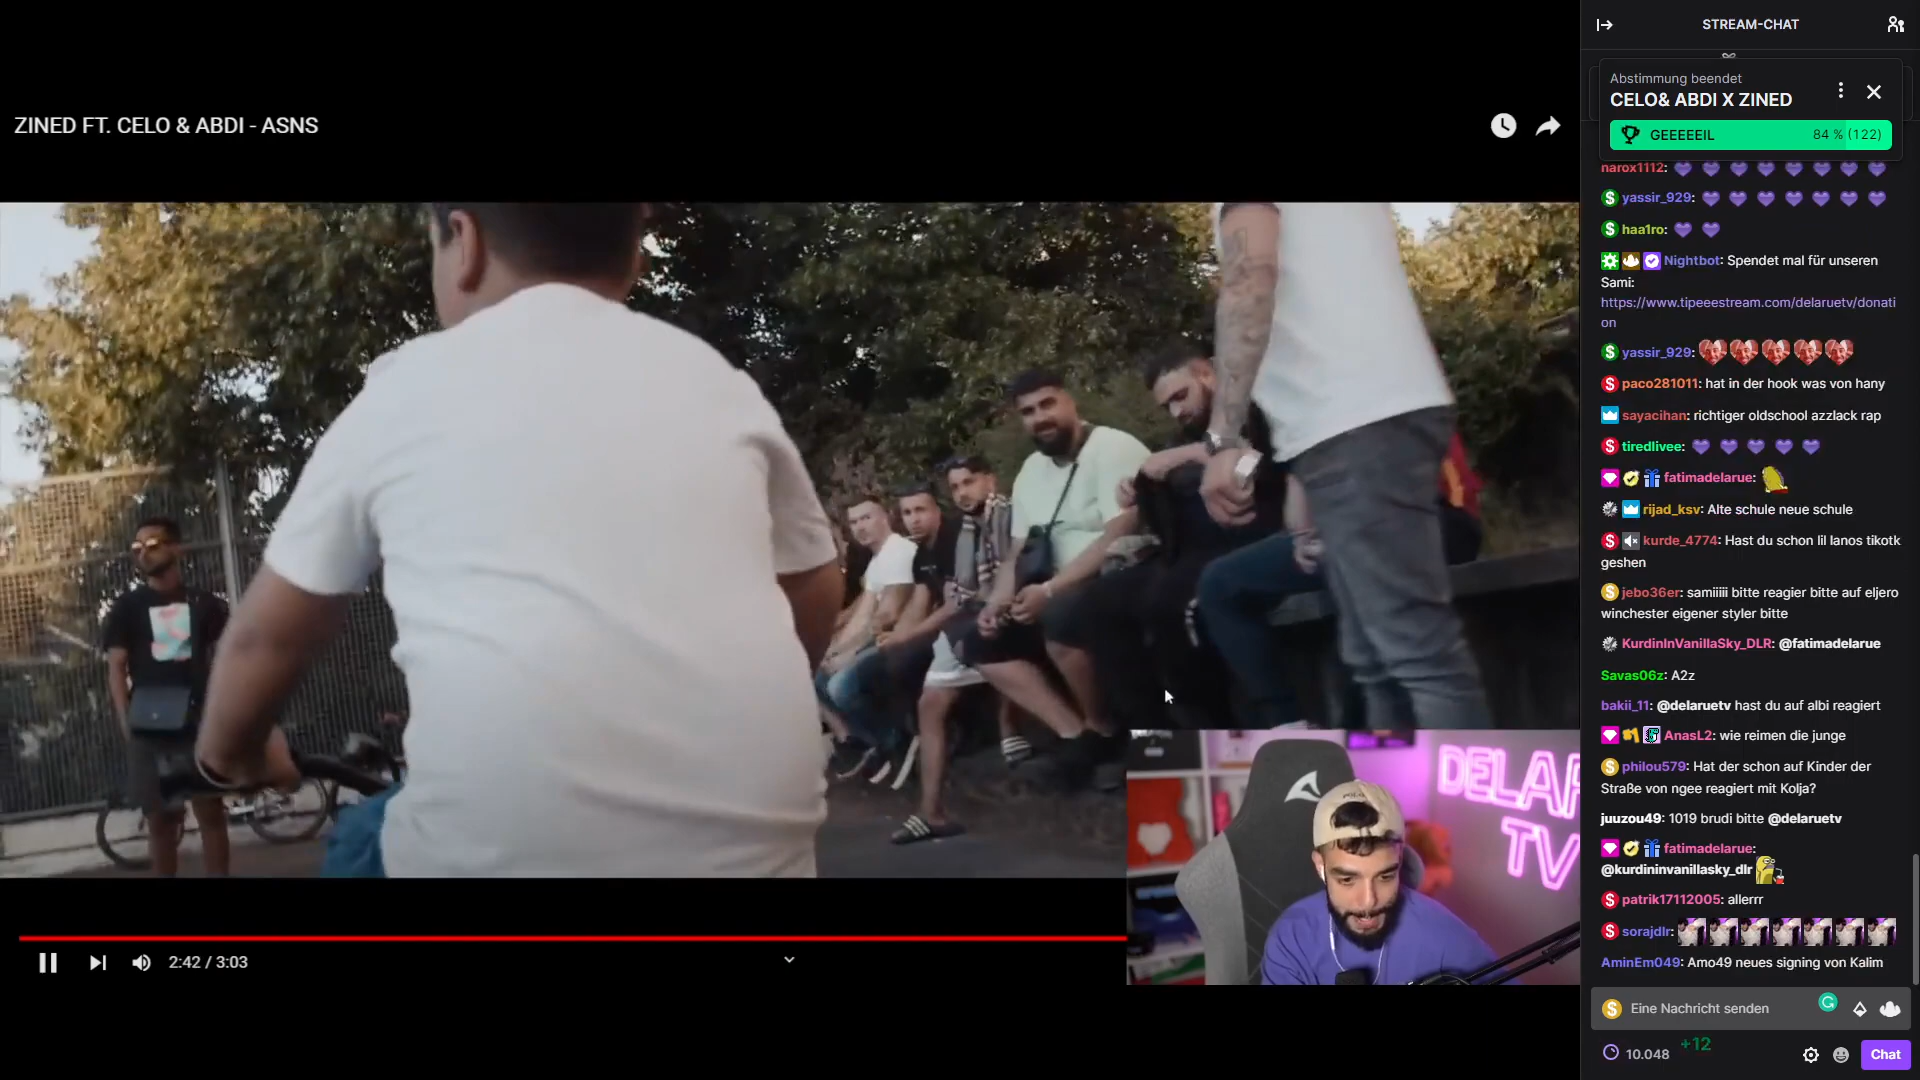 ZINED FT. CELO & ABDI - ASNS
2:42 / 3:03
DELAR
TV
STREAM-CHAT
Abstimmung beendet
CELO& ABDI X ZINED
GEEEEEIL 84 % (122)
narox1112:
yassir_929:
haa1ro:
Nightbot: Spendet mal für unseren
Sami:
https://www.tipeeestream.com/delaruetv/donati
on
yassir_929:
paco281011: hat in der hook was von hany
sayacihan: richtiger oldschool azzlack rap
tiredlivee:
fatimadelarue:
rijad_ksv: Alte schule neue schule
kurde_4774: Hast du schon lil lanos tikotk
geshen
jebo36er: samiiiii bitte reagier bitte auf eljero
winchester eigener styler bitte
KurdinInVanillaSky_DLR: @fatimadelarue
Savas06z: A2z
bakii_11: @delaruetv hast du auf albi reagiert
AnasL2: wie reimen die junge
philou579: Hat der schon auf Kinder der
Straße von ngee reagiert mit Kolja?
juuzou49: 1019 brudi bitte @delaruetv
fatimadelarue:
@kurdininvanillasky_dlr
patrik17112005: allerrr
sorajdlr:
AminEm049: Amo49 neues signing von Kalim
Eine Nachricht senden
10.048 +12
Chat